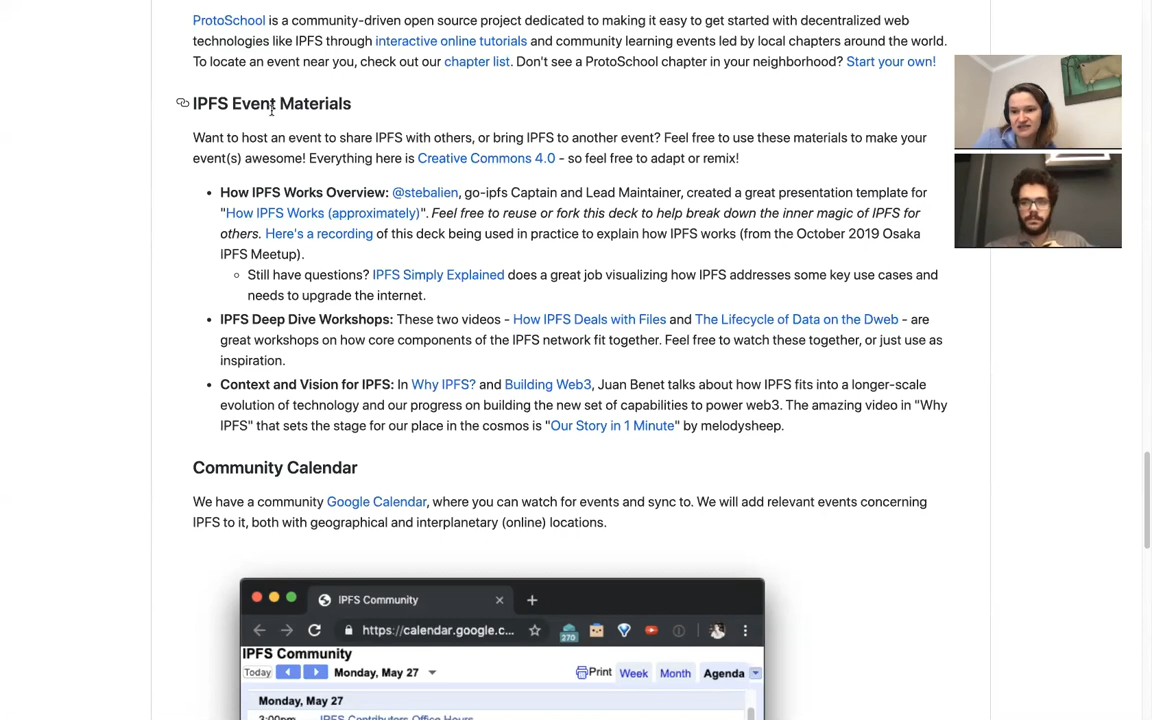 ProtoSchool is a community-driven open source project dedicated to making it easy to get started with decentralized web
technologies like IPFS through interactive online tutorials and community learning events led by local chapters around the world.
To locate an event near you, check out our chapter list. Don't see a ProtoSchool chapter in your neighborhood? Start your own!
IPFS Event Materials
Want to host an event to share IPFS with others, or bring IPFS to another event? Feel free to use these materials to make your
event(s) awesome! Everything here is Creative Commons 4.0 - so feel free to adapt or remix!
• How IPFS Works Overview: @stebalien, go-ipfs Captain and Lead Maintainer, created a great presentation template for
"How IPFS Works (approximately)". Feel free to reuse or fork this deck to help break down the inner magic of IPFS for
others. Here's a recording of this deck being used in practice to explain how IPFS works (from the October 2019 Osaka
IPFS Meetup).
◦ Still have questions? IPFS Simply Explained does a great job visualizing how IPFS addresses some key use cases and
needs to upgrade the internet.
• IPFS Deep Dive Workshops: These two videos - How IPFS Deals with Files and The Lifecycle of Data on the Dweb - are
great workshops on how core components of the IPFS network fit together. Feel free to watch these together, or just use as
inspiration.
• Context and Vision for IPFS: In Why IPFS? and Building Web3, Juan Benet talks about how IPFS fits into a longer-scale
evolution of technology and our progress on building the new set of capabilities to power web3. The amazing video in "Why
IPFS" that sets the stage for our place in the cosmos is "Our Story in 1 Minute" by melodysheep.
Community Calendar
We have a community Google Calendar, where you can watch for events and sync to. We will add relevant events concerning
IPFS to it, both with geographical and interplanetary (online) locations.
IPFS Community
https://calendar.google.c...
270
IPFS Community
Today Monday, May 27 Print Week Month Agenda
Monday, May 27
3:00pm IPFS Contributors Office Hours